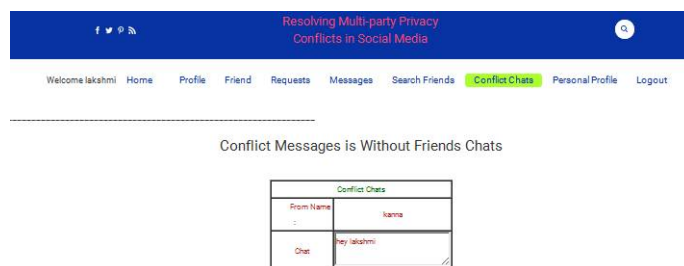 Resolving Multi-party Privacy
Conflicts in Social Media
Welcome lakshmi Home Profile Friend Requests Messages Search Friends Conflict Chats Personal Profile Logout
--------------------------------------------------------------------
Conflict Messages is Without Friends Chats
Conflict Chats
From Name
: kanna
Chat hey lakshmi